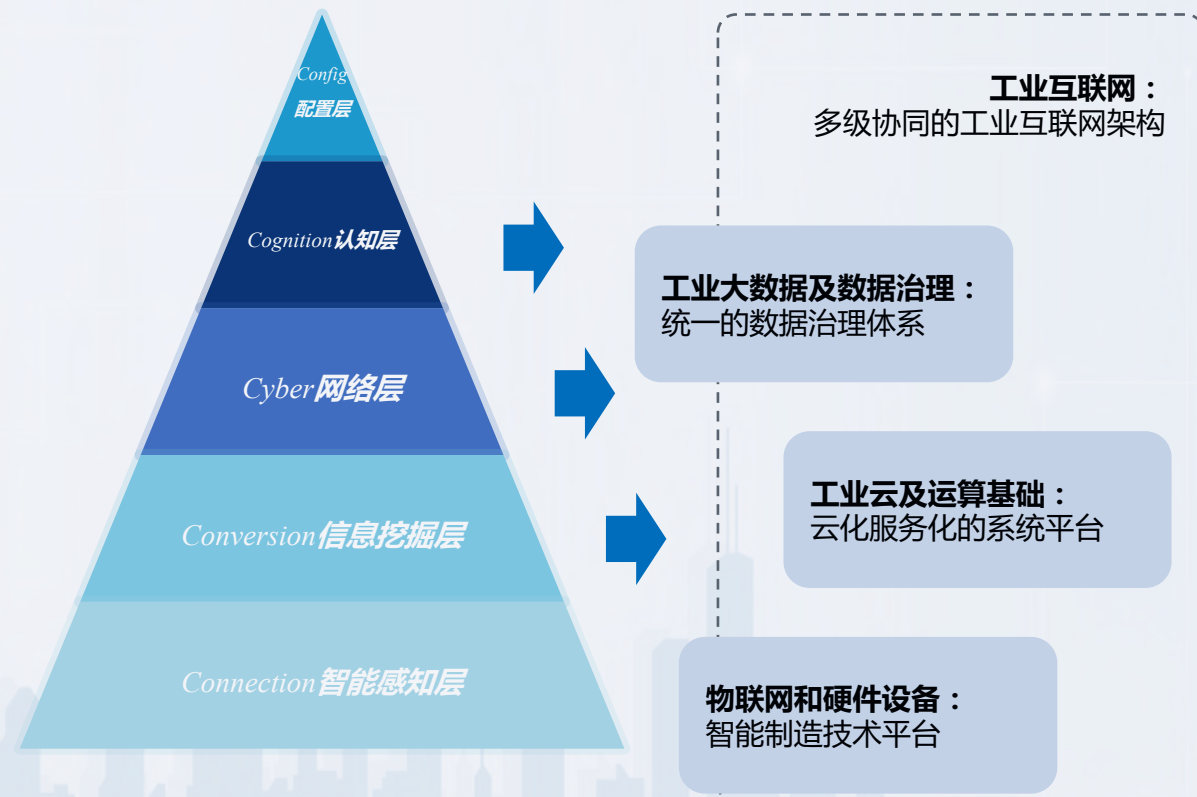 Config
配置层
Cognition认知层
Cyber网络层
Conversion信息挖掘层
Connection智能感知层
工业互联网：
多级协同的工业互联网架构
工业大数据及数据治理：
统一的数据治理体系
工业云及运算基础：
云化服务化的系统平台
物联网和硬件设备：
智能制造技术平台